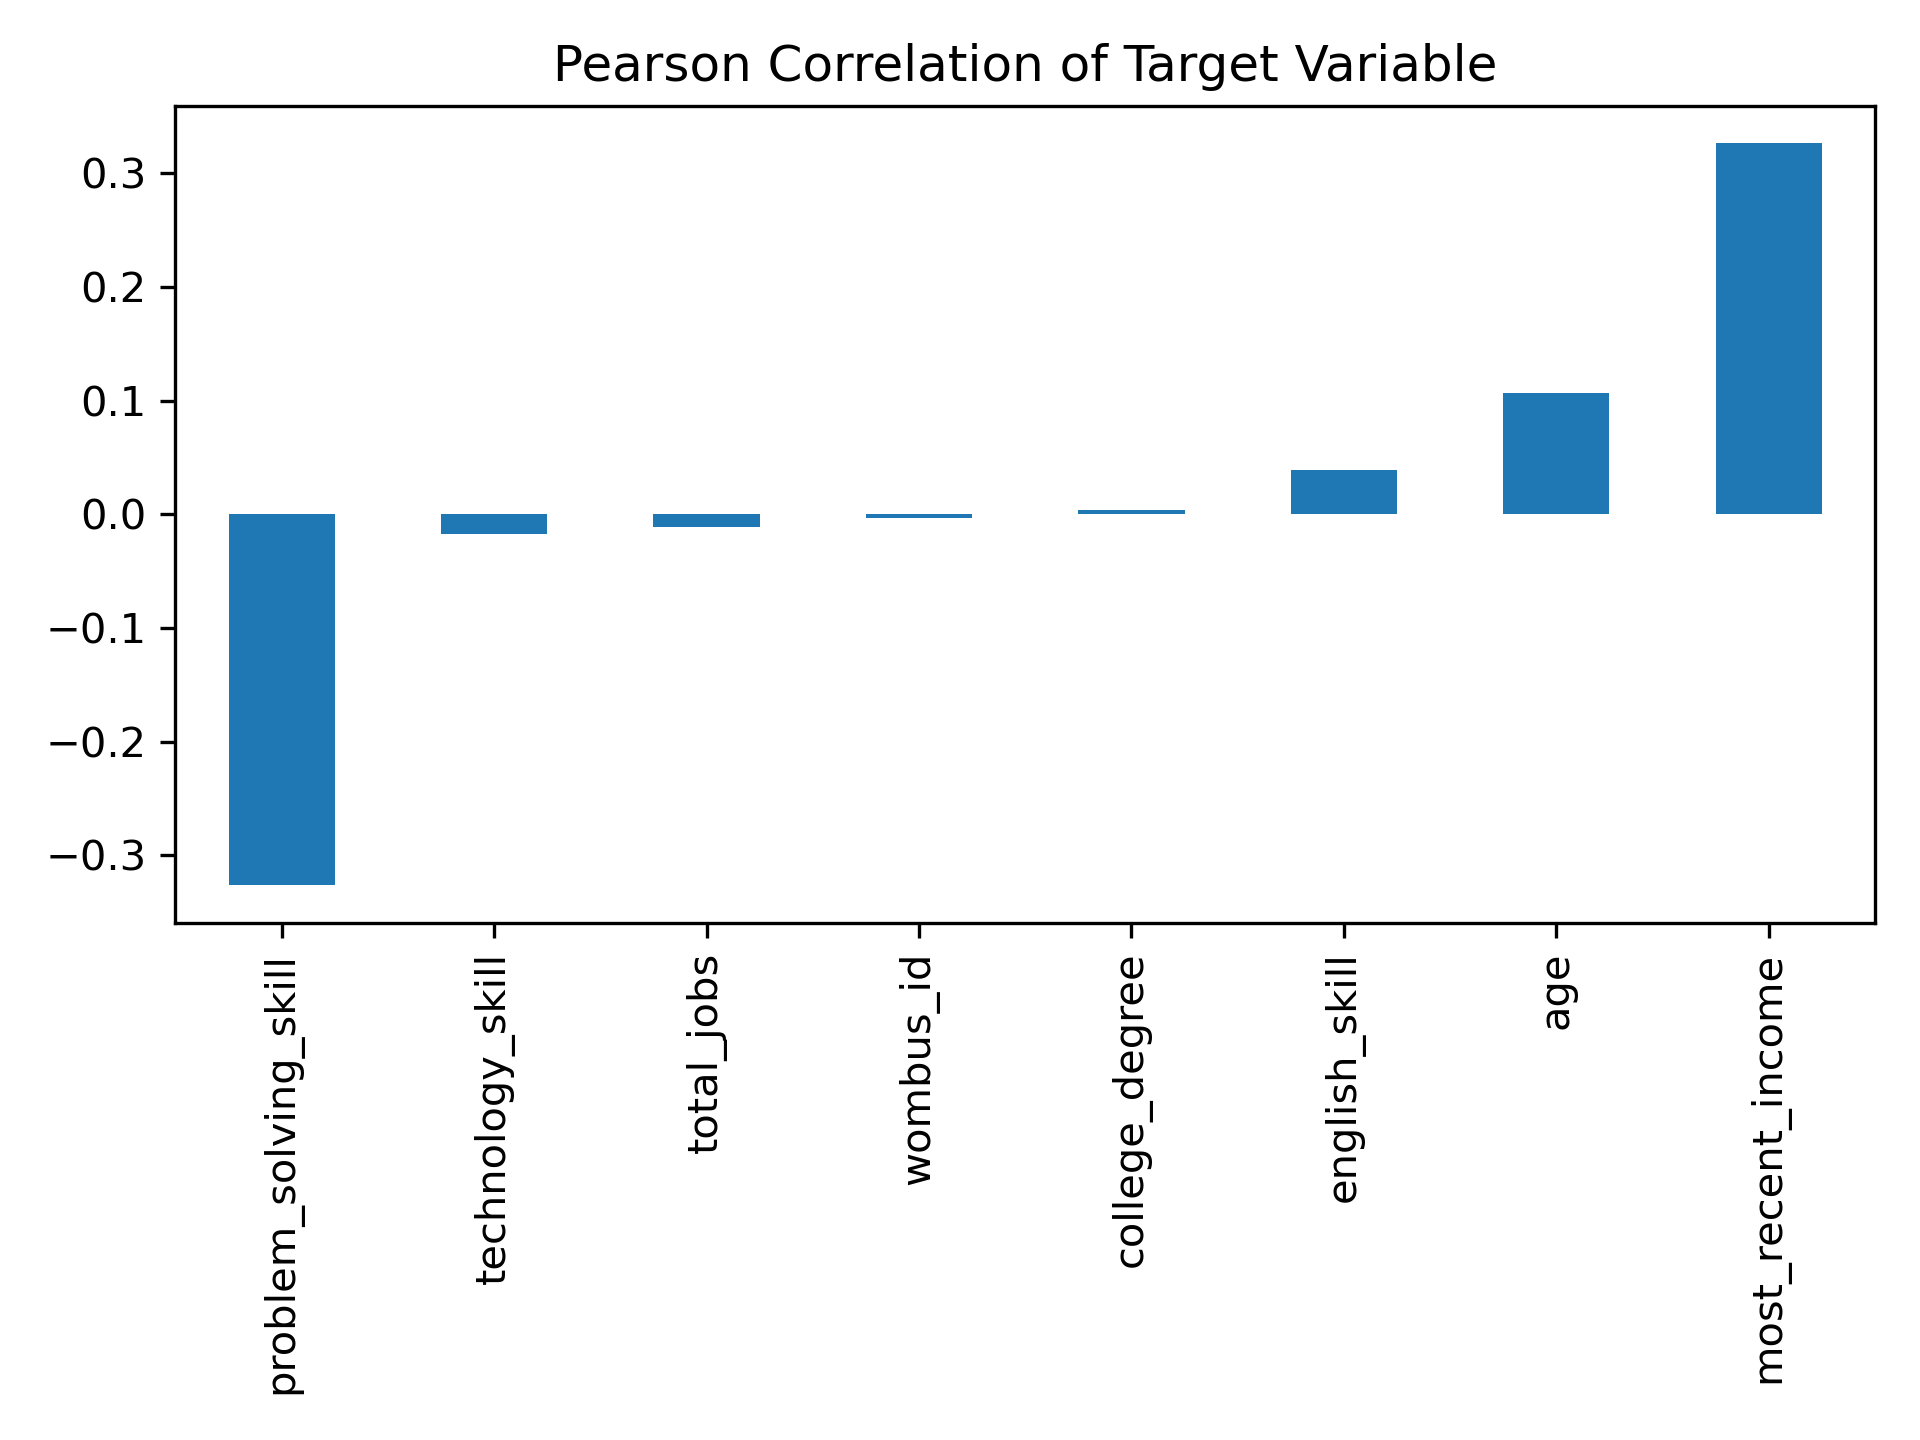 Pearson Correlation of Target Variable
0.3
0.2
0.1
0.0
−0.1
−0.2
−0.3
problem_solving_skill
technology_skill
total_jobs
wombus_id
college_degree
english_skill
age
most_recent_income